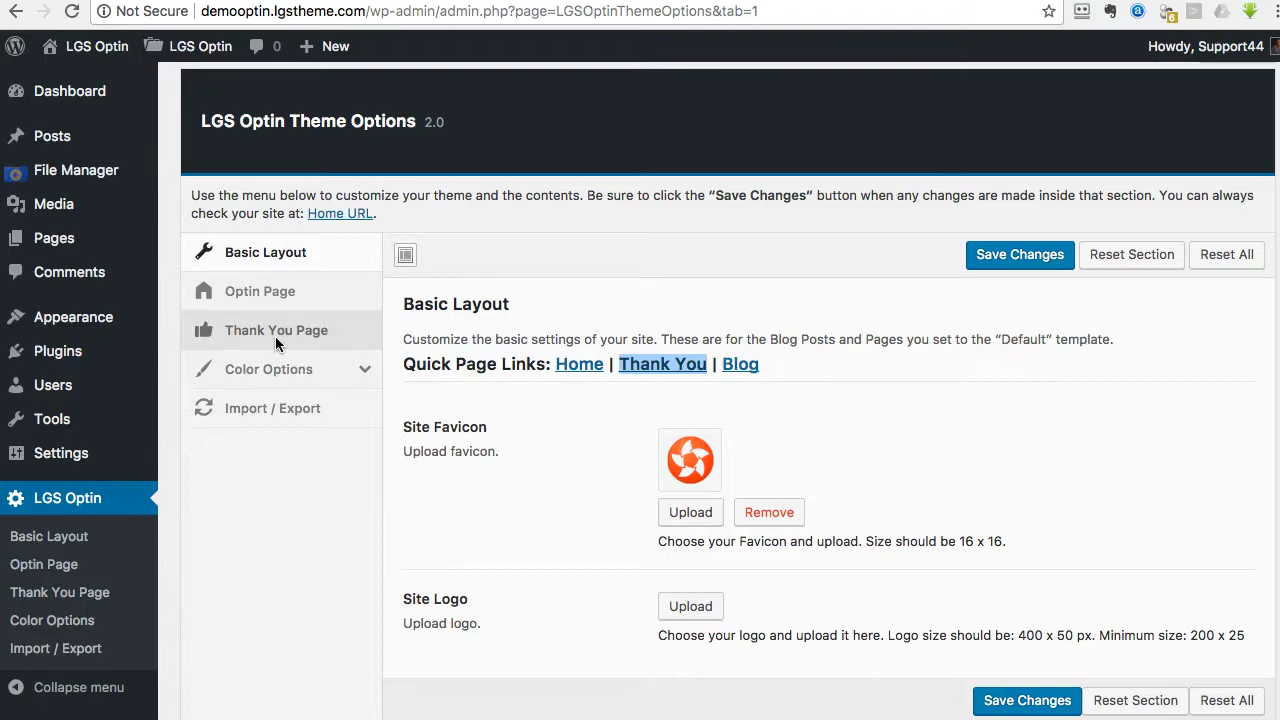 Not Secure demooptin.lgstheme.com/wp-admin/admin.php?page=LGSOptinThemeOptions&tab=1
6
LGS Optin LGS Optin 0 New Howdy, Support44
Dashboard
Posts
File Manager
Media
Pages
Comments
Appearance
Plugins
Users
Tools
Settings
LGS Optin
Basic Layout
Optin Page
Thank You Page
Color Options
Import / Export
Collapse menu
LGS Optin Theme Options 2.0
Use the menu below to customize your theme and the contents. Be sure to click the “Save Changes” button when any changes are made inside that section. You can always
check your site at: Home URL.
Basic Layout
Optin Page
Thank You Page
Color Options
Import / Export
Save Changes Reset Section Reset All
Basic Layout
Customize the basic settings of your site. These are for the Blog Posts and Pages you set to the “Default” template.
Quick Page Links: Home | Thank You | Blog
Site Favicon
Upload favicon.
Upload Remove
Choose your Favicon and upload. Size should be 16 x 16.
Site Logo
Upload logo.
Upload
Choose your logo and upload it here. Logo size should be: 400 x 50 px. Minimum size: 200 x 25
Save Changes Reset Section Reset All